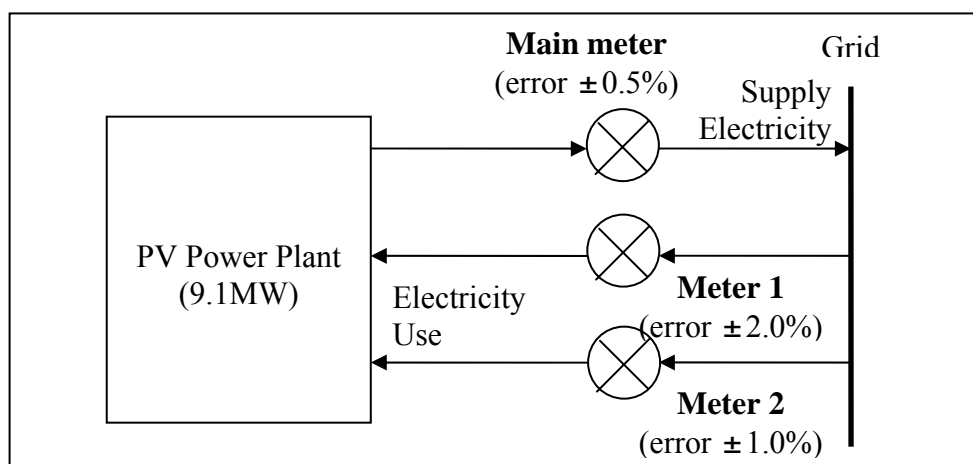 Main meter
(error ±0.5%)
Grid
Supply
Electricity
PV Power Plant
(9.1MW)
Electricity
Use
Meter 1
(error ±2.0%)
Meter 2
(error ±1.0%)